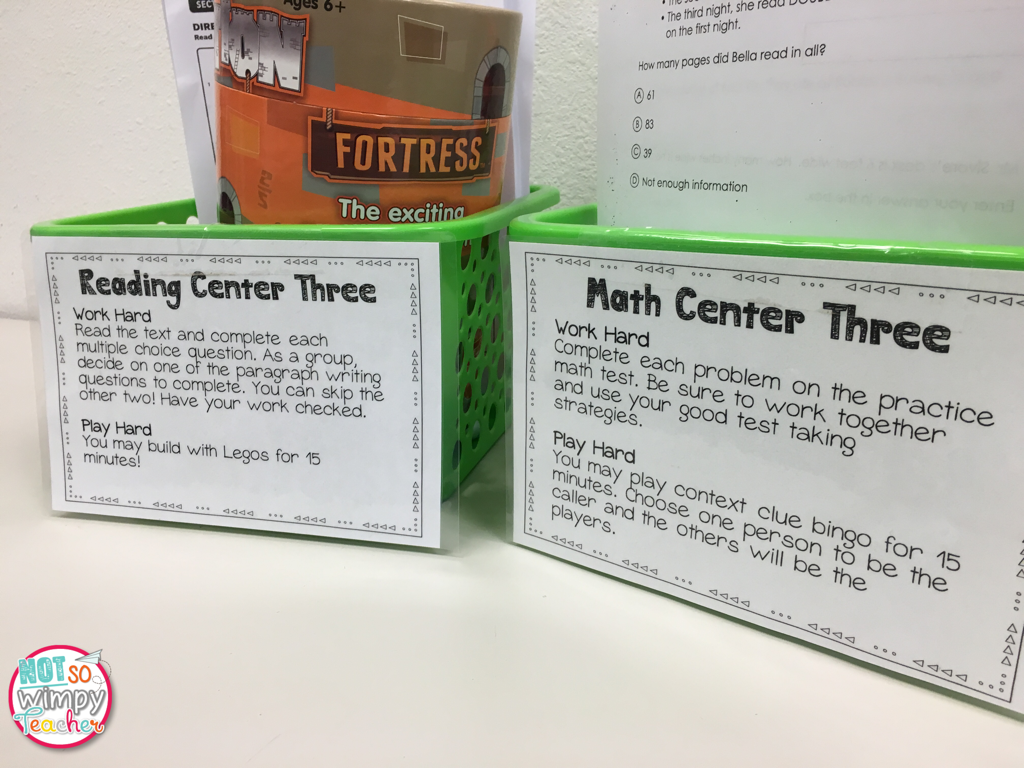 SEC
DIRE
Read
Ages 6+
FORTRESS
The exciting
• The third night, she read
on the first night.
How many pages did Bella read in all?
A 61
B 83
C 39
D Not enough information
Reading Center Three
Work Hard
Read the text and complete each
multiple choice question. As a group,
decide on one of the paragraph writing
questions to complete. You can skip the
other two! Have your work checked.
Play Hard
You may build with Legos for 15
minutes!
Math Center Three
Work Hard
Complete each problem on the practice
math test. Be sure to work together
and use your good test taking
strategies.
Play Hard
You may play context clue bingo for 15
minutes. Choose one person to be the
caller and the others will be the
players.
NOT SO
Wimpy
Teacher